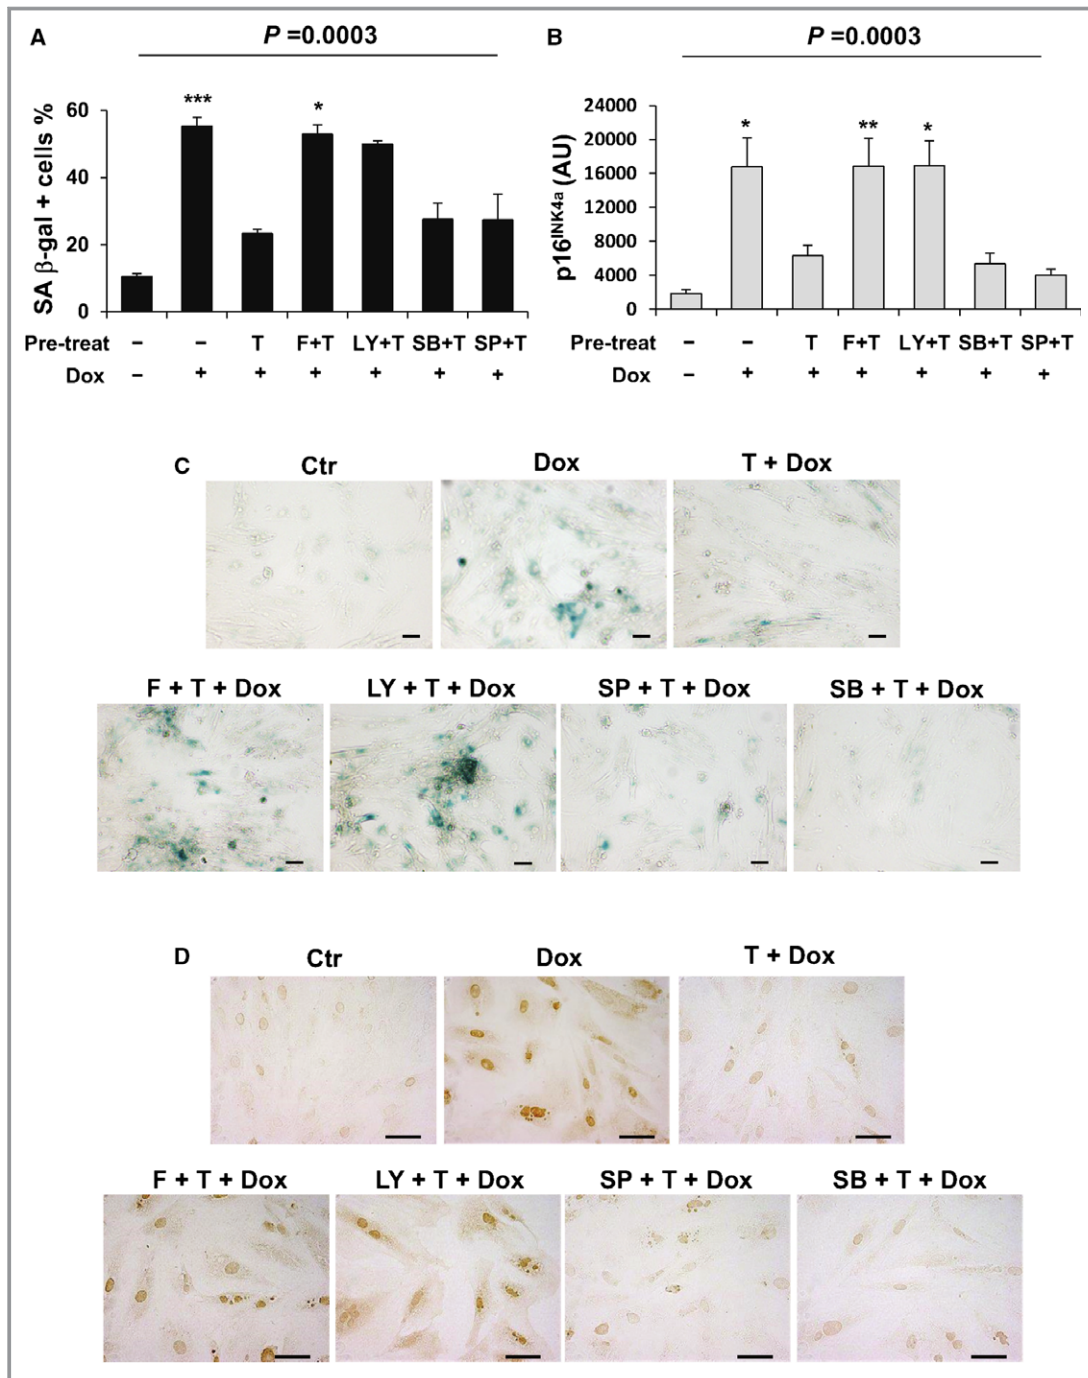 A
P =0.0003
SA β-gal + cells %
60
40
20
0
***
*
Pre-treat – – T F+T LY+T SB+T SP+T
Dox – + + + + + +
B
P =0.0003
p16INK4a (AU)
24000
20000
16000
12000
8000
4000
0
*
**
*
Pre-treat – – T F+T LY+T SB+T SP+T
Dox – + + + + + +
C
Ctr Dox T + Dox
F + T + Dox LY + T + Dox SP + T + Dox SB + T + Dox
D
Ctr Dox T + Dox
F + T + Dox LY + T + Dox SP + T + Dox SB + T + Dox